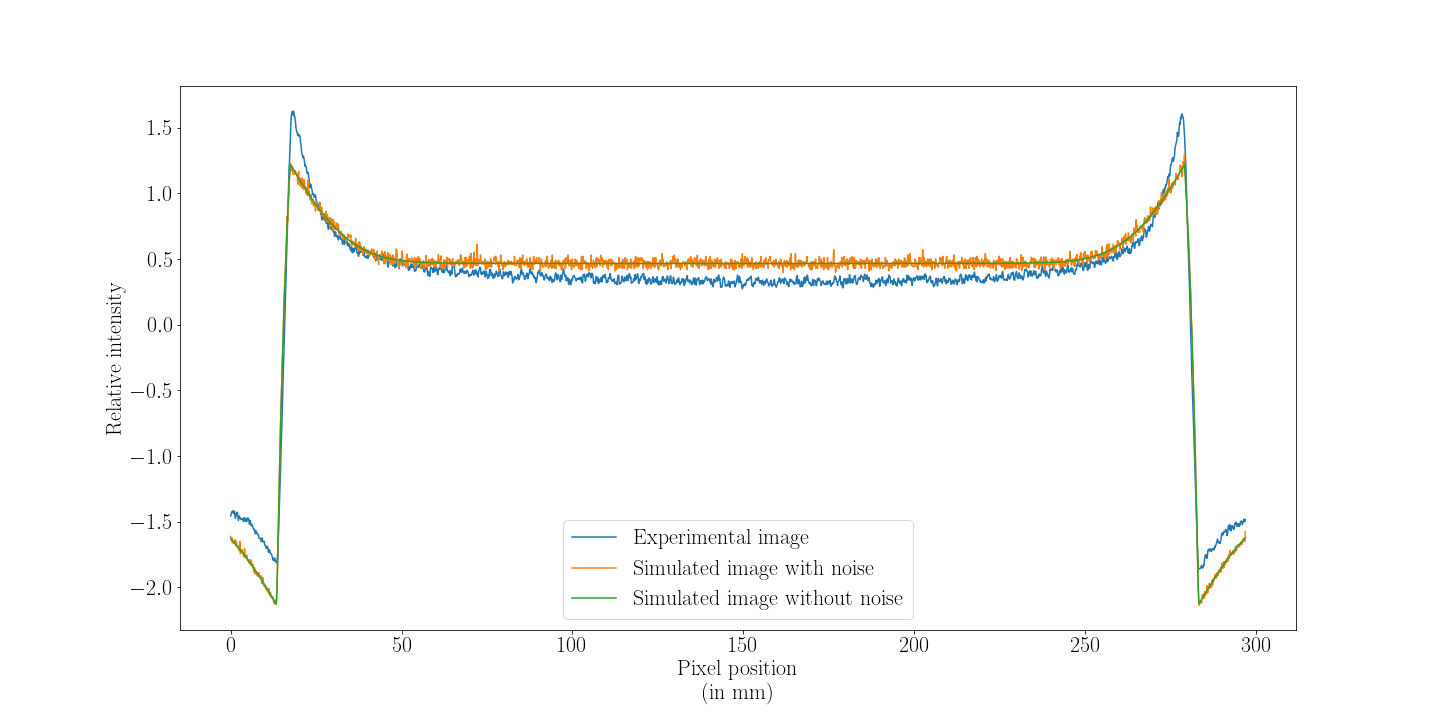 1.5
1.0
0.5
0.0
−0.5
−1.0
−1.5
−2.0
Relative intensity
Experimental image
Simulated image with noise
Simulated image without noise
0 50 100 150 200 250 300
Pixel position
(in mm)